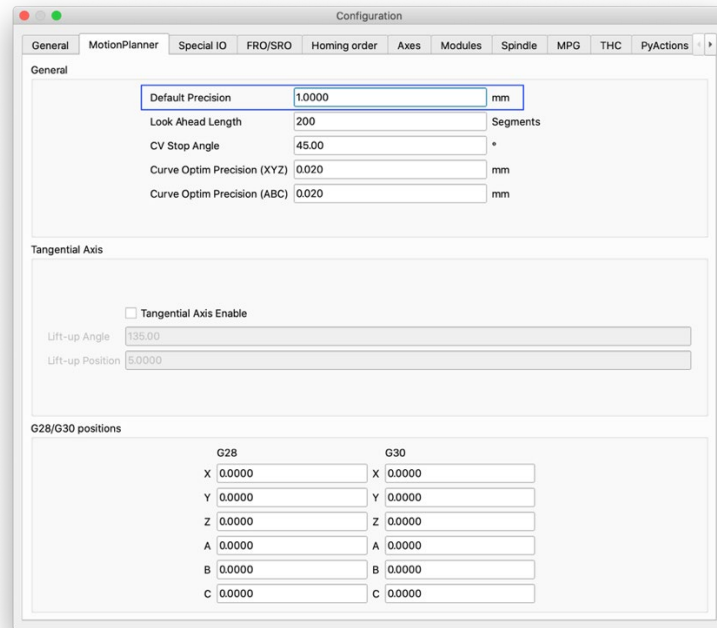 Configuration
General MotionPlanner Special IO FRO/SRO Homing order Axes Modules Spindle MPG THC PyActions
General
Default Precision 1.0000 mm
Look Ahead Length 200 Segments
CV Stop Angle 45.00 °
Curve Optim Precision (XYZ) 0.020 mm
Curve Optim Precision (ABC) 0.020 mm
Tangential Axis
Tangential Axis Enable
Lift-up Angle 135.00
Lift-up Position 5.0000
G28/G30 positions
G28 G30
X 0.0000 X 0.0000
Y 0.0000 Y 0.0000
Z 0.0000 Z 0.0000
A 0.0000 A 0.0000
B 0.0000 B 0.0000
C 0.0000 C 0.0000